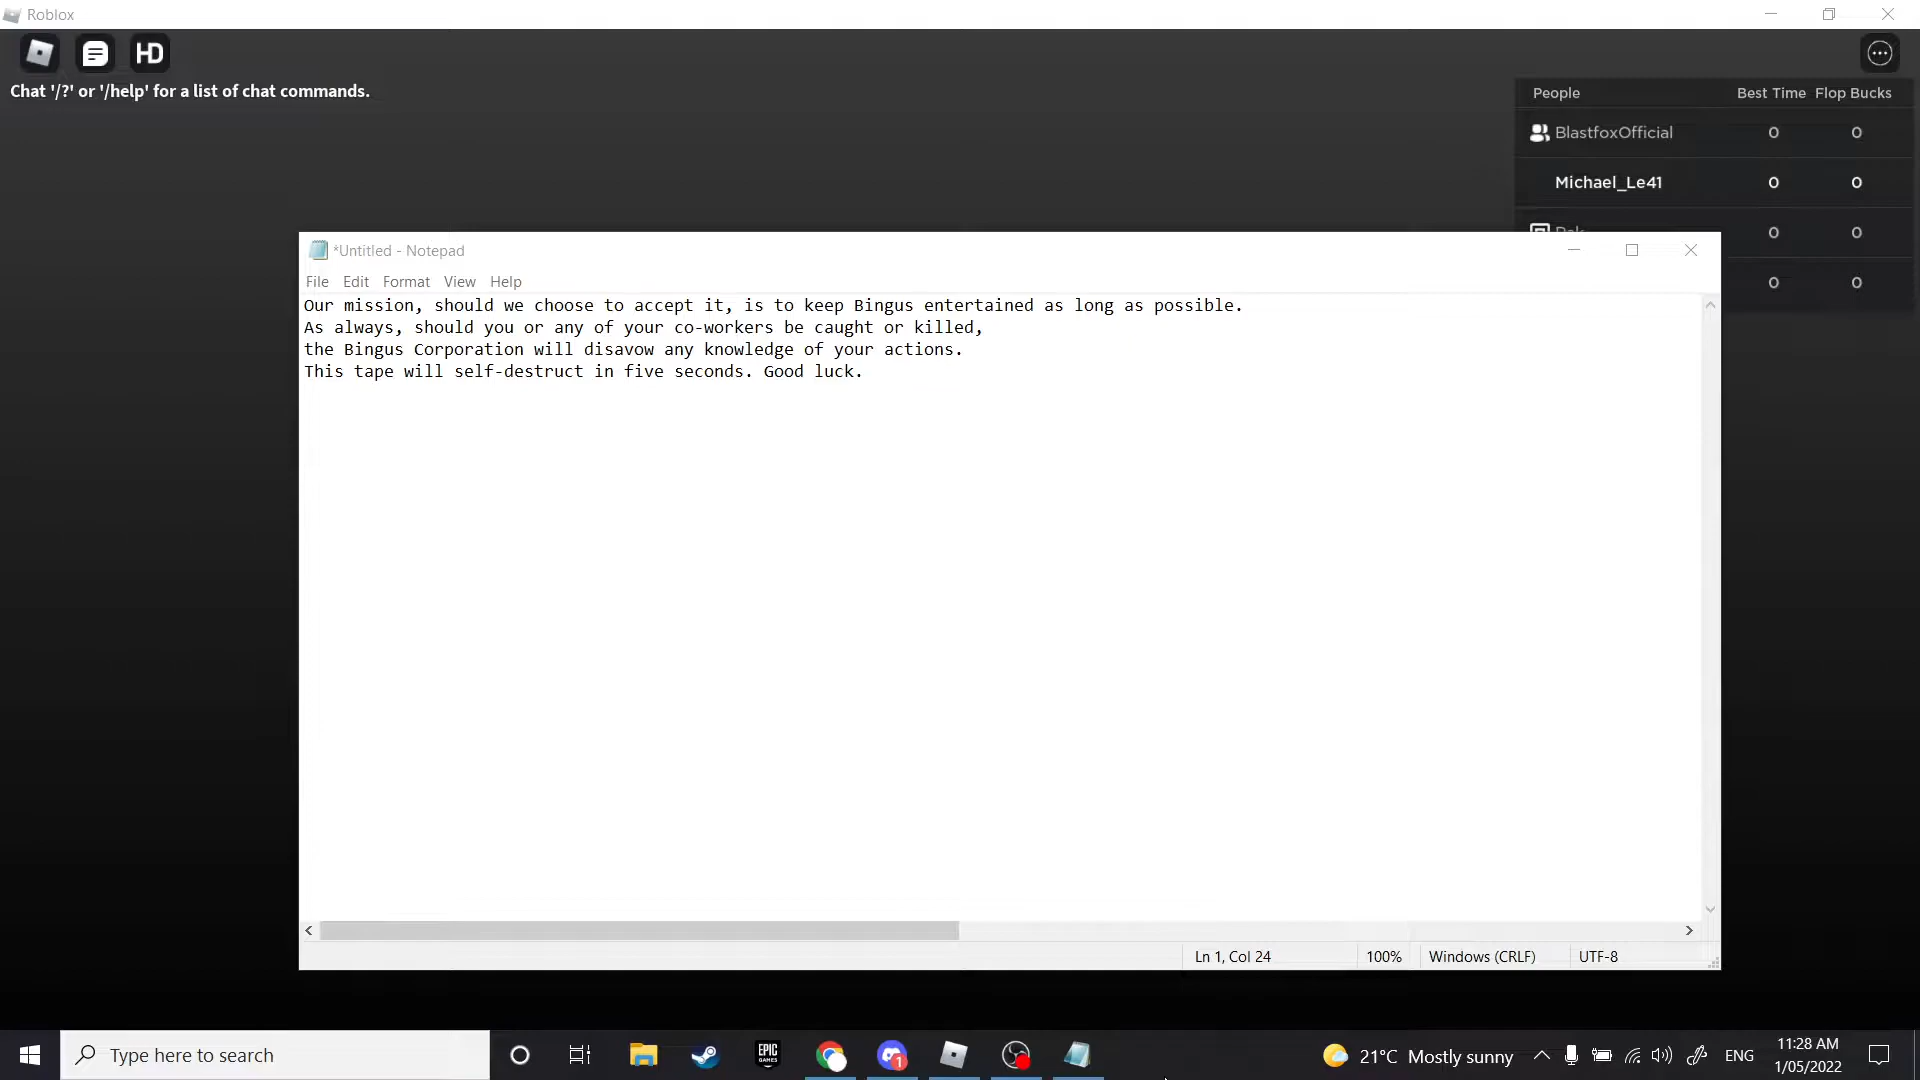 Roblox
HD
Chat '/?' or '/help' for a list of chat commands.
People Best Time Flop Bucks
BlastfoxOfficial 0 0
Michael_Le41 0 0
0 0
0 0
*Untitled - Notepad
File Edit Format View Help
Our mission, should we choose to accept it, is to keep Bingus entertained as long as possible.
As always, should you or any of your co-workers be caught or killed,
the Bingus Corporation will disavow any knowledge of your actions.
This tape will self-destruct in five seconds. Good luck.
Ln 1, Col 24 100% Windows (CRLF) UTF-8
Type here to search
EPIC GAMES
1
21°C Mostly sunny
ENG
11:28 AM
1/05/2022